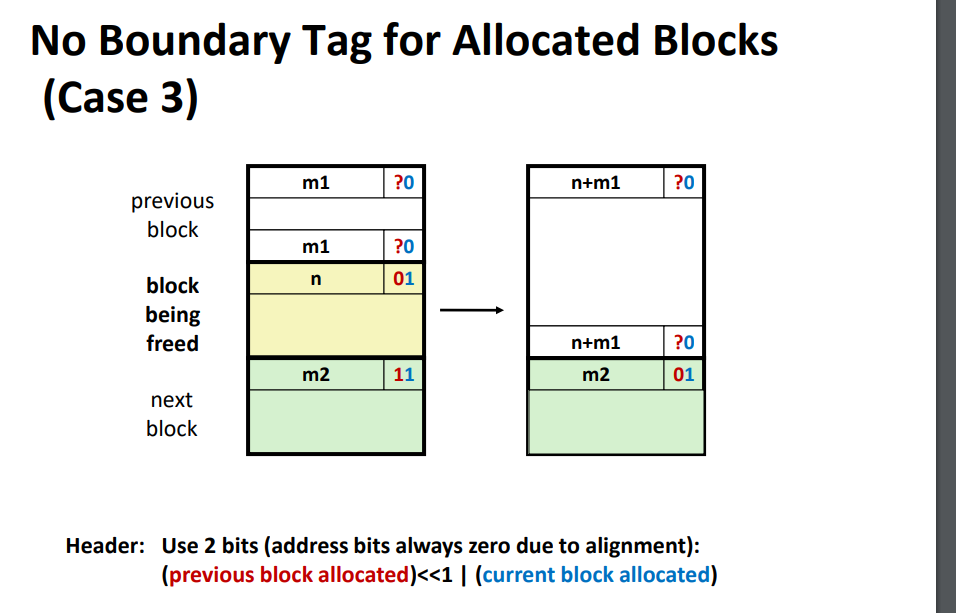 No Boundary Tag for Allocated Blocks
(Case 3)
previous
block
m1 ?0
m1 ?0
block
being
freed
n 01
next
block
m2 11
n+m1 ?0
n+m1 ?0
m2 01
Header: Use 2 bits (address bits always zero due to alignment):
(previous block allocated)<<1 | (current block allocated)